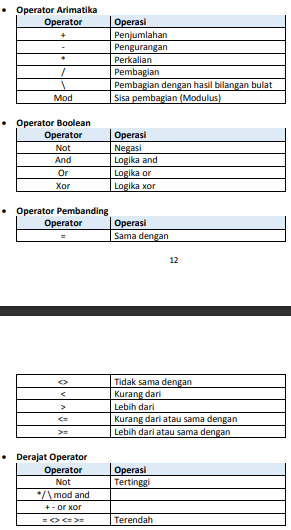 • Operator Arimatika
Operator Operasi
+ Penjumlahan
- Pengurangan
* Perkalian
/ Pembagian
\ Pembagian dengan hasil bilangan bulat
Mod Sisa pembagian (Modulus)
• Operator Boolean
Operator Operasi
Not Negasi
And Logika and
Or Logika or
Xor Logika xor
• Operator Pembanding
Operator Operasi
= Sama dengan
12
<> Tidak sama dengan
< Kurang dari
> Lebih dari
<= Kurang dari atau sama dengan
>= Lebih dari atau sama dengan
• Derajat Operator
Operator Operasi
Not Tertinggi
*/ \ mod and
+ - or xor
= <> <= >= Terendah